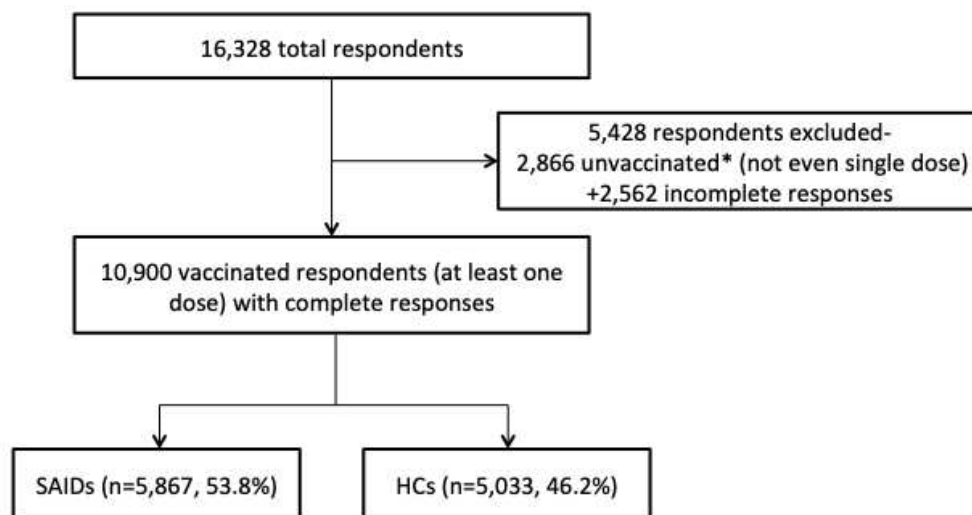 16,328 total respondents
5,428 respondents excluded-
2,866 unvaccinated* (not even single dose)
+2,562 incomplete responses
10,900 vaccinated respondents (at least one
dose) with complete responses
SAIDs (n=5,867, 53.8%)
HCs (n=5,033, 46.2%)